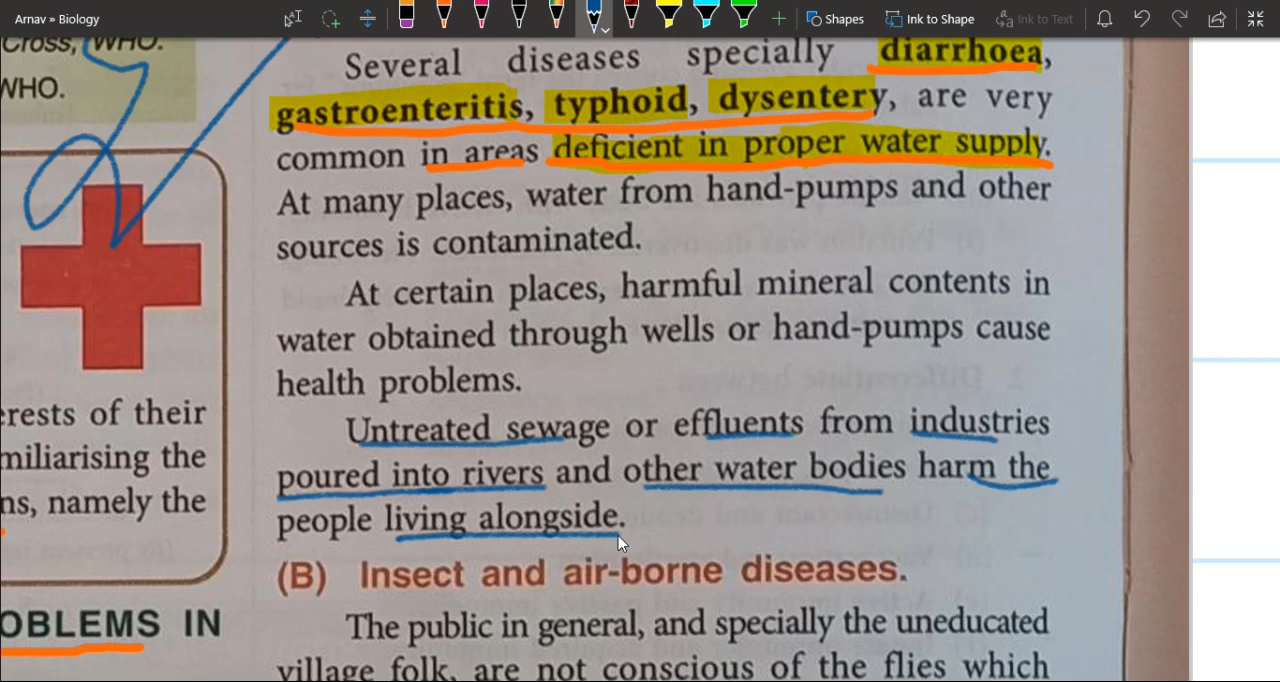 Arnav » Biology
Shapes
Ink to Shape
Ink to Text
Cross, (WHO.
WHO.
erests of their
miliarising the
ns, namely the
OBLEMS IN
Several diseases specially diarrhoea,
gastroenteritis, typhoid, dysentery, are very
common in areas deficient in proper water supply.
At many places, water from hand-pumps and other
sources is contaminated.
At certain places, harmful mineral contents in
water obtained through wells or hand-pumps cause
health problems.
Untreated sewage or effluents from industries
poured into rivers and other water bodies harm the
people living alongside.
(B) Insect and air-borne diseases.
The public in general, and specially the uneducated
village folk, are not conscious of the flies which